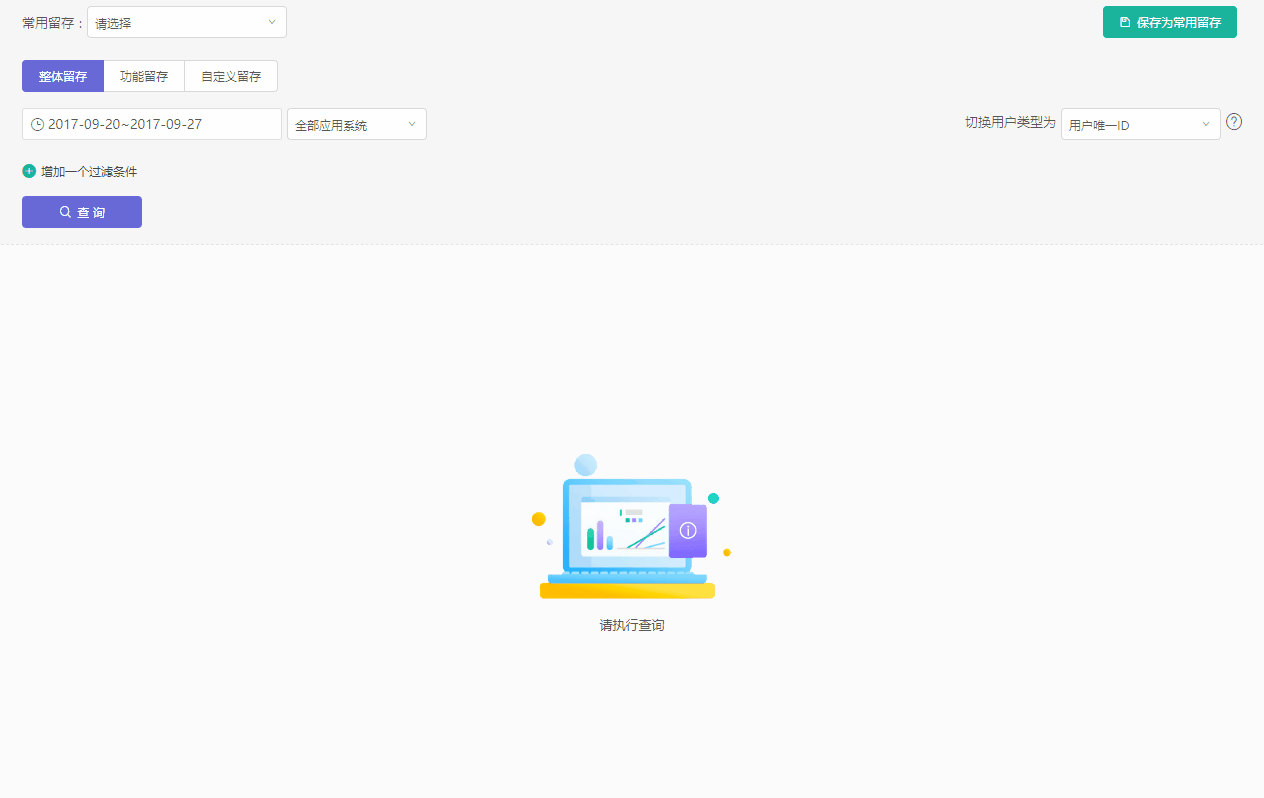 常用留存 : 请选择 保存为常用留存
整体留存 功能留存 自定义留存
2017-09-20~2017-09-27 全部应用系统 切换用户类型为 用户唯一ID ?
增加一个过滤条件
查 询
请执行查询